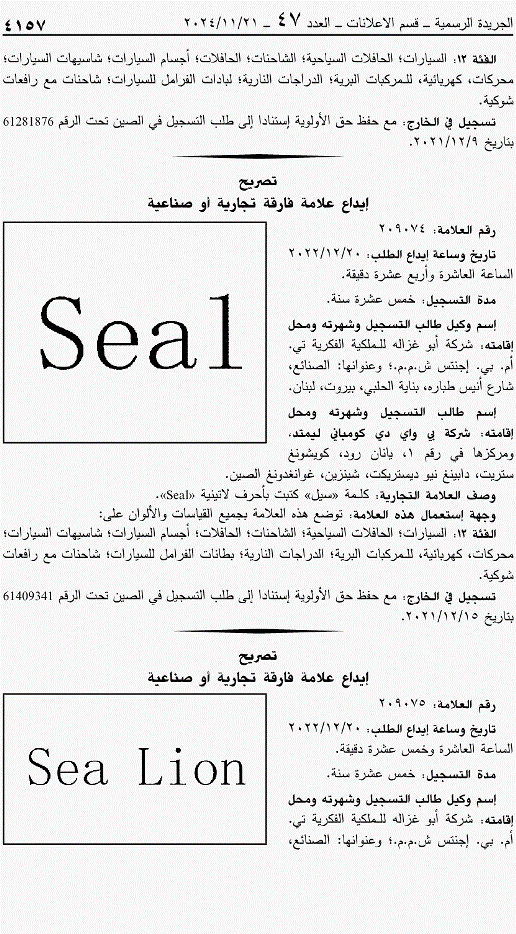 الجريدة الرسمية ــ قسم الاعلانات ــ العدد ٤٧ ــ ٢٠٢٤/١١/٢١
٤١٥٧
الفئة ١٢: السيارات؛ الحافلات السياحية؛ الشاحنات؛ الحافلات؛ أجسام السيارات؛ شاسيهات السيارات؛
محركات، كهربائية، للمركبات البرية؛ الدراجات النارية؛ لبادات الفرامل للسيارات؛ شاحنات مع رافعات
شوكية.
تسجيل في الخارج: مع حفظ حق الأولوية إستنادا إلى طلب التسجيل في الصين تحت الرقم 61281876
بتاريخ ٢٠٢١/١٢/٩.
تصريح
إيداع علامة فارقة تجارية أو صناعية
Seal
رقم العلامة: ٢٠٩٠٧٤
تاريخ وساعة إيداع الطلب: ٢٠٢٢/١٢/٢٠
الساعة العاشرة وأربع عشرة دقيقة.
مدة التسجيل: خمس عشرة سنة.
إسم وكيل طالب التسجيل وشهرته ومحل
إقامته: شركة أبو غزاله للملكية الفكرية تي.
أم. بي. إجنتس ش.م.م.؛ وعنوانها: الصنائع،
شارع أنيس طباره، بناية الحلبي، بيروت، لبنان.
إسم طالب التسجيل وشهرته ومحل
إقامته: شركة بي واي دي كومباني ليمتد،
ومركزها في رقم ١، يانان رود، كويشونغ
ستريت، دابينغ نيو ديستريكت، شينزين، غوانغدونغ الصين.
وصف العلامة التجارية: كلمة «سيل» كتبت بأحرف لاتينية «Seal».
وجهة إستعمال هذه العلامة: توضع هذه العلامة بجميع القياسات والألوان على:
الفئة ١٢: السيارات؛ الحافلات السياحية؛ الشاحنات؛ الحافلات؛ أجسام السيارات؛ شاسيهات السيارات؛
محركات، كهربائية، للمركبات البرية؛ الدراجات النارية؛ بطانات الفرامل للسيارات؛ شاحنات مع رافعات
شوكية.
تسجيل في الخارج: مع حفظ حق الأولوية إستنادا إلى طلب التسجيل في الصين تحت الرقم 61409341
بتاريخ ٢٠٢١/١٢/١٥.
تصريح
إيداع علامة فارقة تجارية أو صناعية
Sea Lion
رقم العلامة: ٢٠٩٠٧٥
تاريخ وساعة إيداع الطلب: ٢٠٢٢/١٢/٢٠
الساعة العاشرة وخمس عشرة دقيقة.
مدة التسجيل: خمس عشرة سنة.
إسم وكيل طالب التسجيل وشهرته ومحل
إقامته: شركة أبو غزاله للملكية الفكرية تي.
أم. بي. إجنتس ش.م.م.؛ وعنوانها: الصنائع،